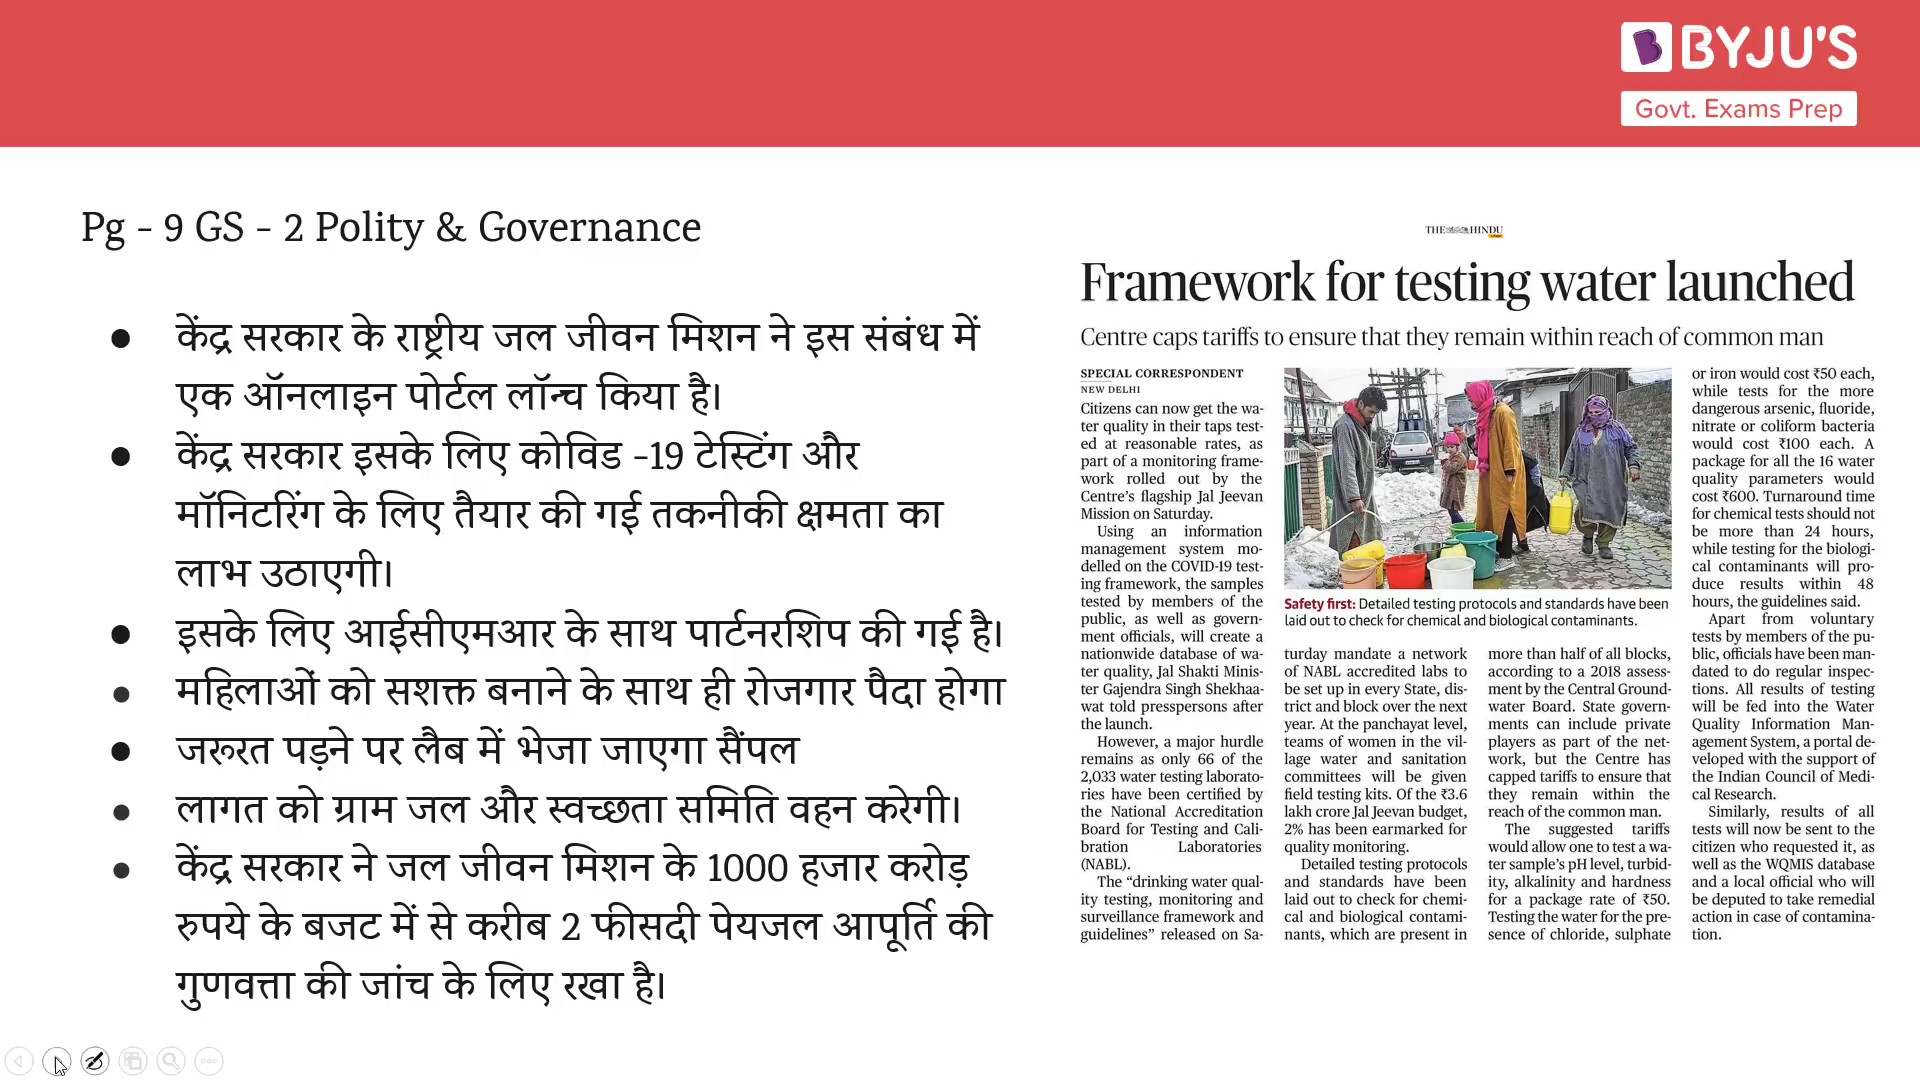 BYJU'S
Govt. Exams Prep
Pg - 9 GS - 2 Polity & Governance
● केंद्र सरकार के राष्ट्रीय जल जीवन मिशन ने इस संबंध में
एक ऑनलाइन पोर्टल लॉन्च किया है।
● केंद्र सरकार इसके लिए कोविड -19 टेस्टिंग और
मॉनिटरिंग के लिए तैयार की गई तकनीकी क्षमता का
लाभ उठाएगी।
● इसके लिए आईसीएमआर के साथ पार्टनरशिप की गई है।
● महिलाओं को सशक्त बनाने के साथ ही रोजगार पैदा होगा
● जरूरत पड़ने पर लैब में भेजा जाएगा सैंपल
● लागत को ग्राम जल और स्वच्छता समिति वहन करेगी।
● केंद्र सरकार ने जल जीवन मिशन के 1000 हजार करोड़
रुपये के बजट में से करीब 2 फीसदी पेयजल आपूर्ति की
गुणवत्ता की जांच के लिए रखा है।
THE HINDU
Framework for testing water launched
Centre caps tariffs to ensure that they remain within reach of common man
SPECIAL CORRESPONDENT
NEW DELHI
Citizens can now get the wa-
ter quality in their taps test-
ed at reasonable rates, as
part of a monitoring frame-
work rolled out by the
Centre's flagship Jal Jeevan
Mission on Saturday.
Using an information
management system mo-
delled on the COVID-19 test-
ing framework, the samples
tested by members of the
public, as well as govern-
ment officials, will create a
nationwide database of wa-
ter quality, Jal Shakti Minis-
ter Gajendra Singh Shekha-
wat told presspersons after
the launch.
However, a major hurdle
remains as only 66 of the
2,033 water testing laborato-
ries have been certified by
the National Accreditation
Board for Testing and Cali-
bration Laboratories
(NABL).
The “drinking water qual-
ity testing, monitoring and
surveillance framework and
guidelines” released on Sa-
Safety first: Detailed testing protocols and standards have been
laid out to check for chemical and biological contaminants.
turday mandate a network
of NABL accredited labs to
be set up in every State, dis-
trict and block over the next
year. At the panchayat level,
teams of women in the vil-
lage water and sanitation
committees will be given
field testing kits. Of the ₹3.6
lakh crore Jal Jeevan budget,
2% has been earmarked for
quality monitoring.
Detailed testing protocols
and standards have been
laid out to check for chemi-
cal and biological contami-
nants, which are present in
more than half of all blocks,
according to a 2018 assess-
ment by the Central Ground-
water Board. State govern-
ments can include private
players as part of the net-
work, but the Centre has
capped tariffs to ensure that
they remain within the
reach of the common man.
The suggested tariffs
would allow one to test a wa-
ter sample's pH level, turbid-
ity, alkalinity and hardness
for a package rate of ₹50.
Testing the water for the pre-
sence of chloride, sulphate
or iron would cost ₹50 each,
while tests for the more
dangerous arsenic, fluoride,
nitrate or coliform bacteria
would cost ₹100 each. A
package for all the 16 water
quality parameters would
cost ₹600. Turnaround time
for chemical tests should not
be more than 24 hours,
while testing for the biologi-
cal contaminants will pro-
duce results within 48
hours, the guidelines said.
Apart from voluntary
tests by members of the pu-
blic, officials have been man-
dated to do regular inspec-
tions. All results of testing
will be fed into the Water
Quality Information Man-
agement System, a portal de-
veloped with the support of
the Indian Council of Medi-
cal Research.
Similarly, results of all
tests will now be sent to the
citizen who requested it, as
well as the WQMIS database
and a local official who will
be deputed to take remedial
action in case of contamina-
tion.